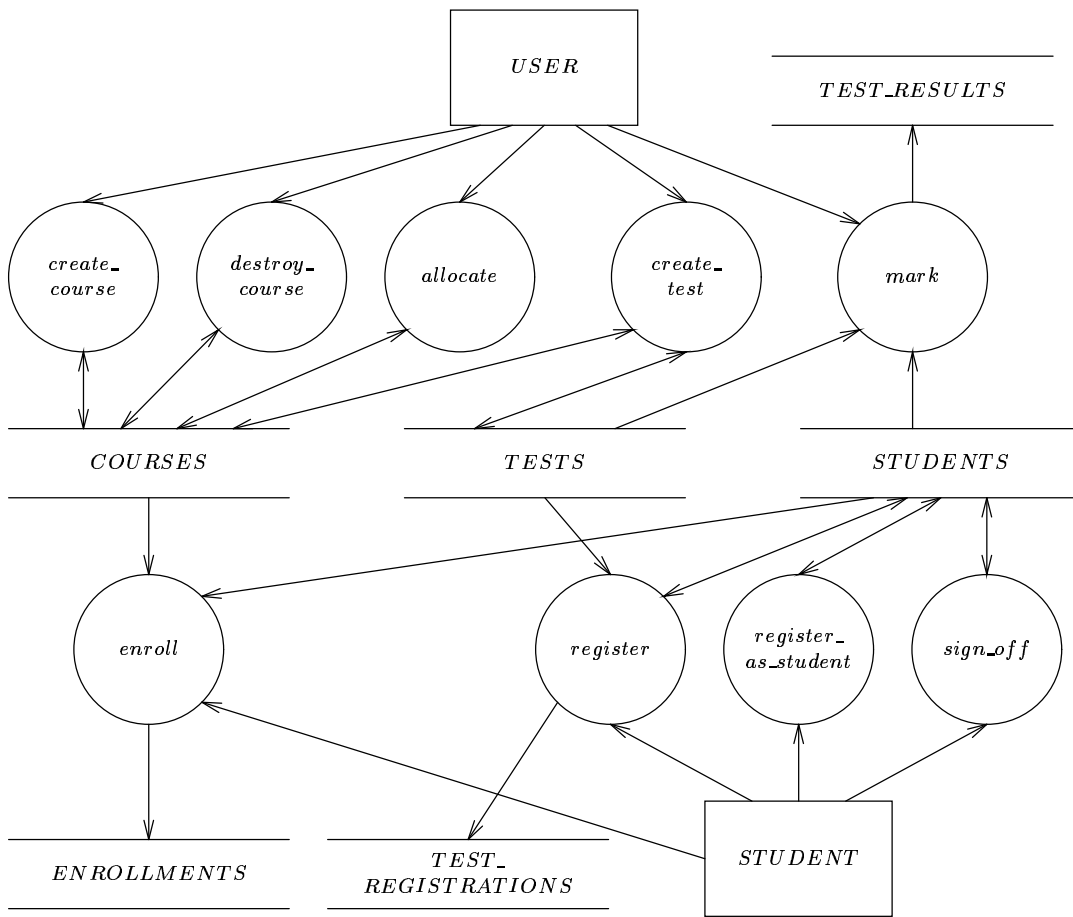 USER
TEST_RESULTS
create_
course
destroy_
course
allocate
create_
test
mark
COURSES
TESTS
STUDENTS
enroll
register
register_
as_student
sign_off
ENROLLMENTS
TEST_
REGISTRATIONS
STUDENT